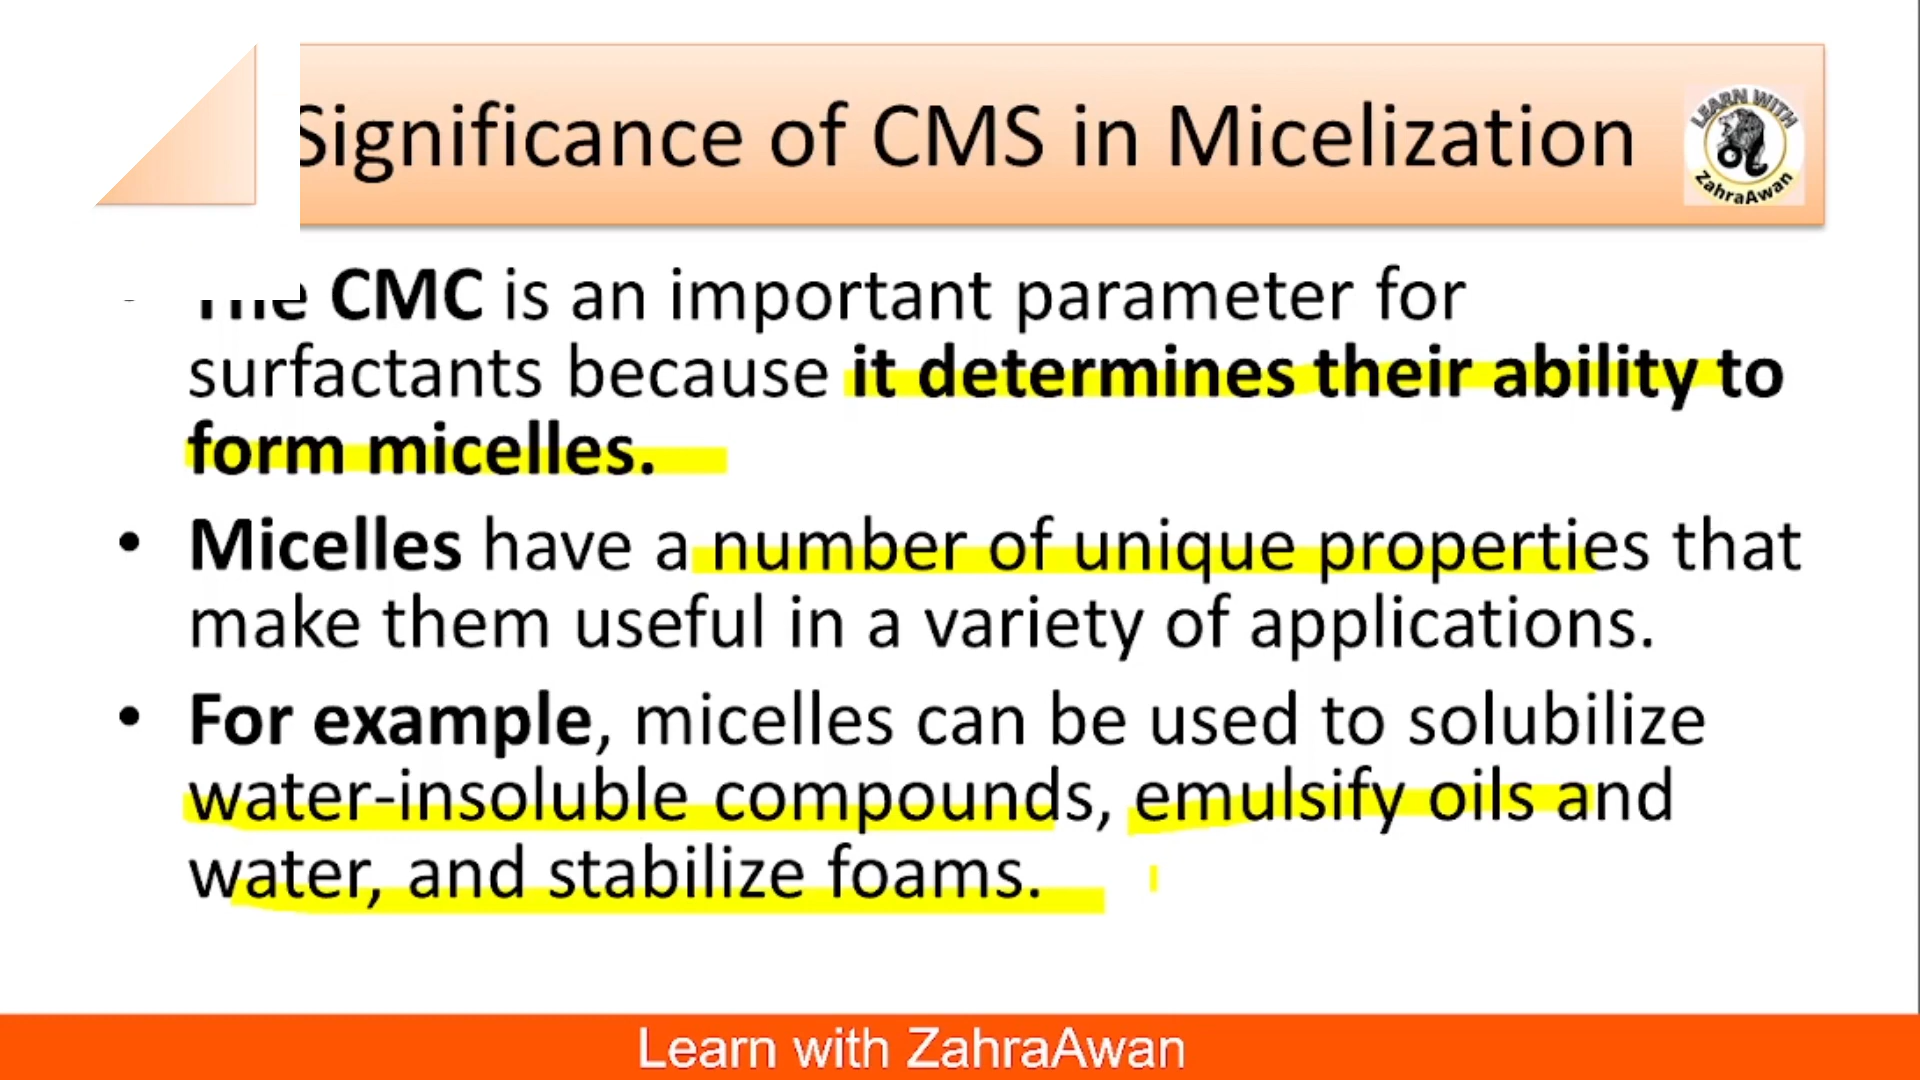 Significance of CMS in Micelization
LEARN WITH
ZahraAwan
The CMC is an important parameter for
surfactants because it determines their ability to
form micelles.
• Micelles have a number of unique properties that
make them useful in a variety of applications.
• For example, micelles can be used to solubilize
water-insoluble compounds, emulsify oils and
water, and stabilize foams.
Learn with ZahraAwan